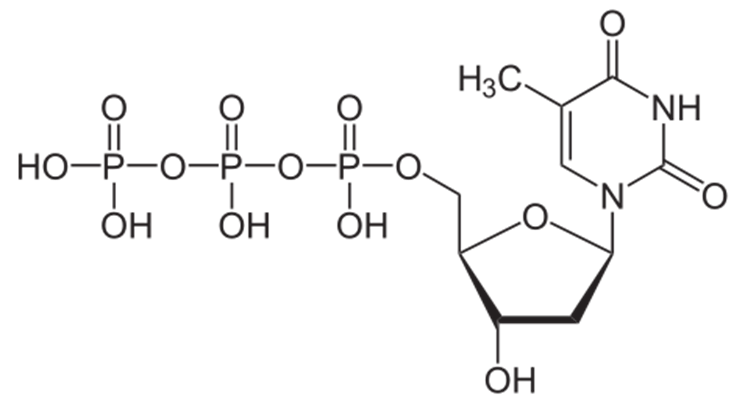 O
H₃C
NH
O O O
HO P O P O P O
N O
OH OH OH
O
OH